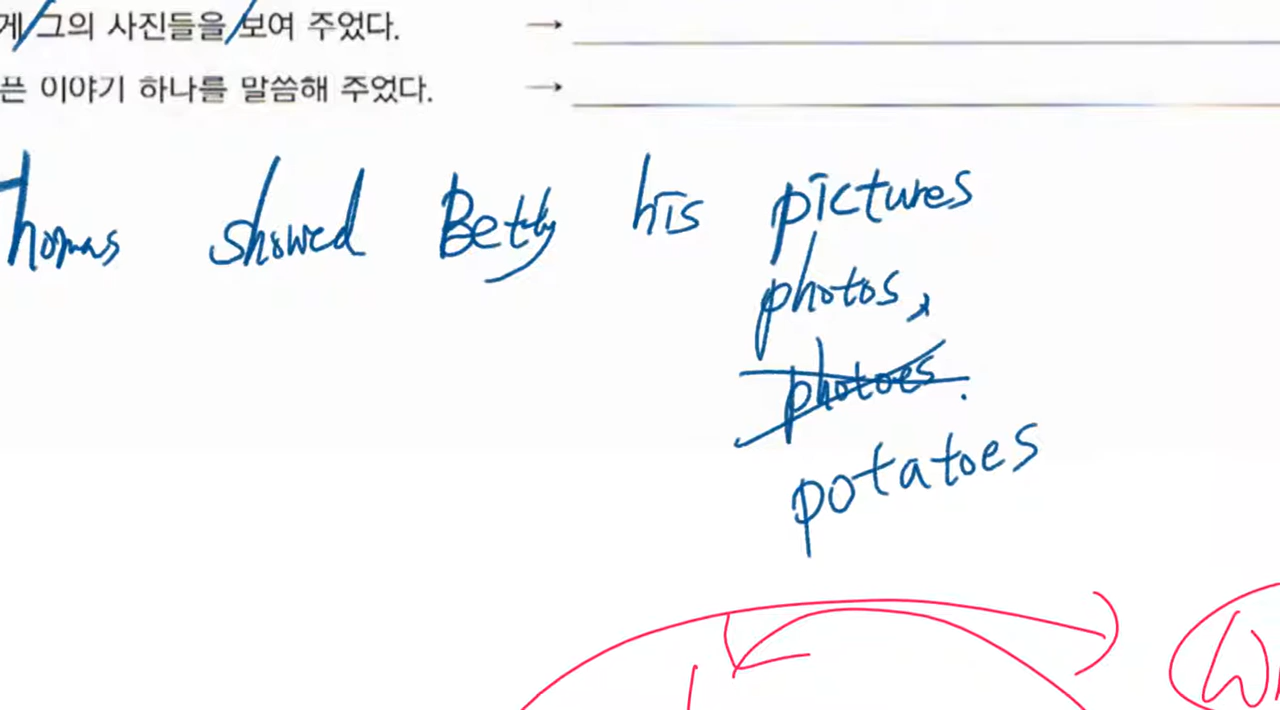 게/그의 사진들을/보여 주었다. →
픈 이야기 하나를 말씀해 주었다. →
Thomas showed Betty his pictures
photos,
photoes.
potatoes